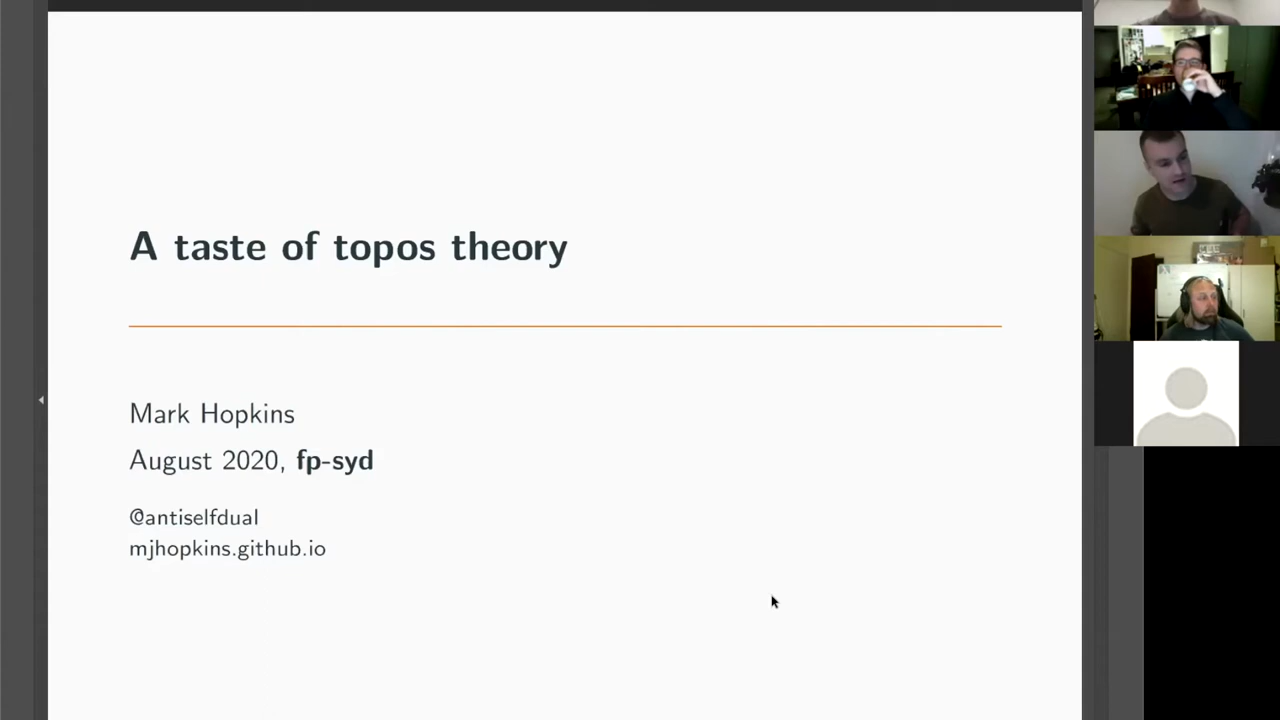 A taste of topos theory
Mark Hopkins
August 2020, fp-syd
@antiselfdual
mjhopkins.github.io